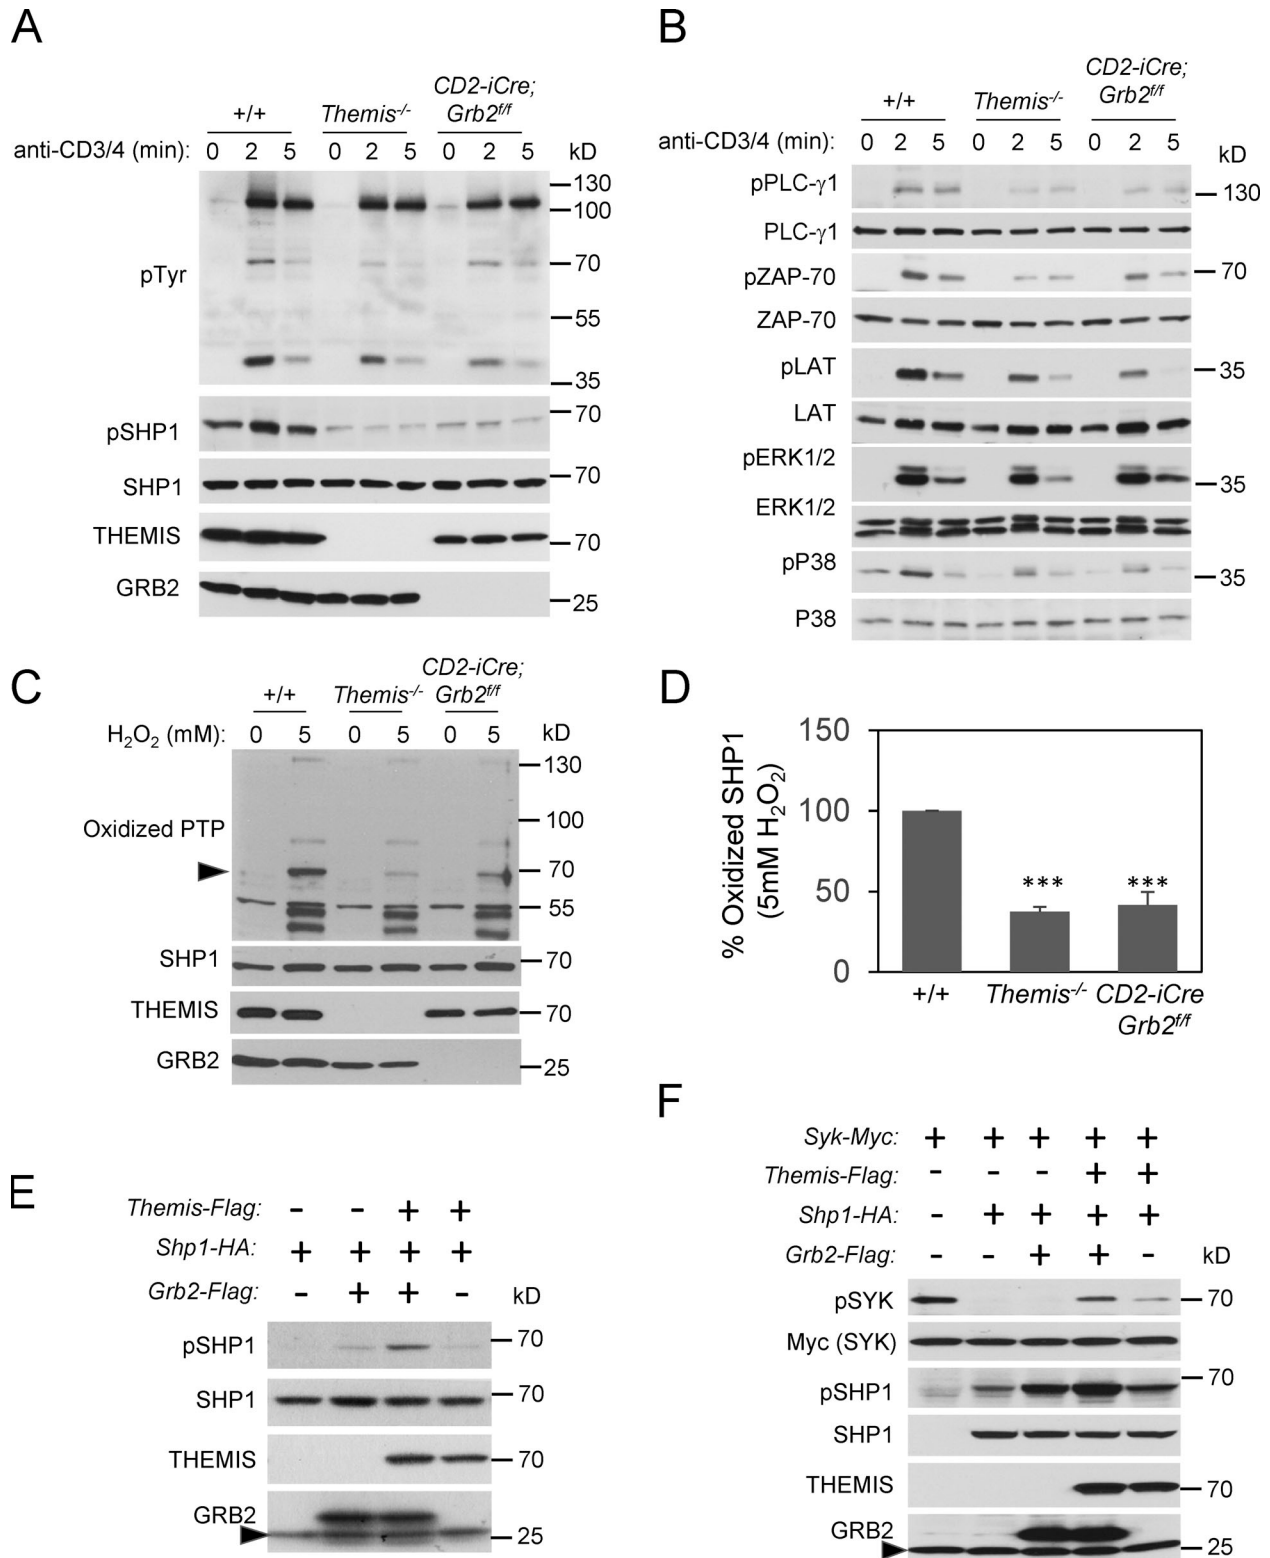 A
+/+ Themis-/- CD2-iCre; Grb2f/f
anti-CD3/4 (min): 0 2 5 0 2 5 0 2 5 kD
pTyr
130
100
70
55
35
pSHP1 70
SHP1 70
THEMIS 70
GRB2 25
B
+/+ Themis-/- CD2-iCre; Grb2f/f
anti-CD3/4 (min): 0 2 5 0 2 5 0 2 5 kD
pPLC-γ1 130
PLC-γ1
pZAP-70 70
ZAP-70
pLAT 35
LAT
pERK1/2 35
ERK1/2
pP38 35
P38
C
+/+ Themis-/- CD2-iCre; Grb2f/f
H2O2 (mM): 0 5 0 5 0 5 kD
Oxidized PTP
130
100
70
55
SHP1 70
THEMIS 70
GRB2 25
D
% Oxidized SHP1
(5mM H2O2)
150
100
50
0
*** ***
+/+ Themis-/- CD2-iCre
Grb2f/f
E
Themis-Flag: - - + +
Shp1-HA: + + + +
Grb2-Flag: - + + - kD
pSHP1 70
SHP1 70
THEMIS 70
GRB2 25
F
Syk-Myc: + + + + +
Themis-Flag: - - - + +
Shp1-HA: - + + + +
Grb2-Flag: - - + + - kD
pSYK 70
Myc (SYK)
pSHP1 70
SHP1
THEMIS 70
GRB2 25